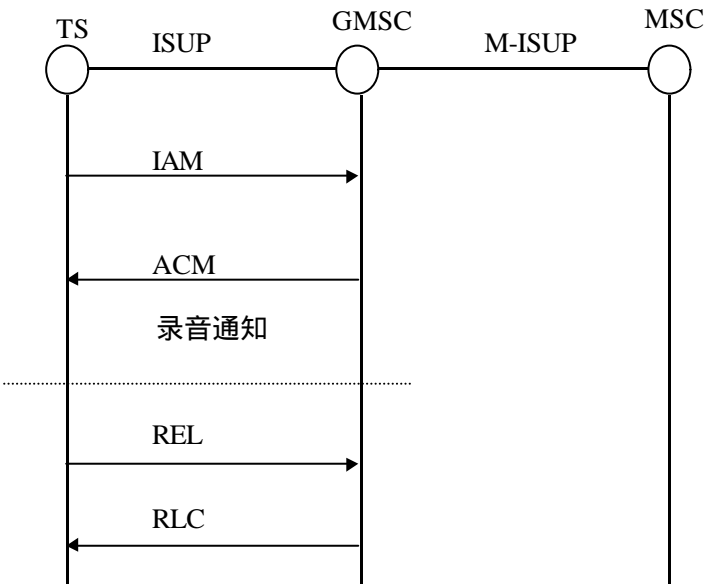 TS
ISUP
GMSC
M-ISUP
MSC
IAM
ACM
录音通知
REL
RLC